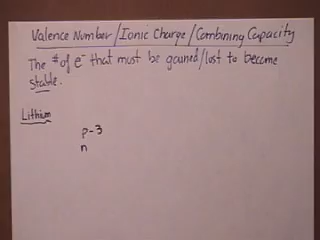 Valence Number/Ionic Charge/Combining Capacity
The # of e⁻ that must be gained/lost to become
stable.
Lithium
p-3
n